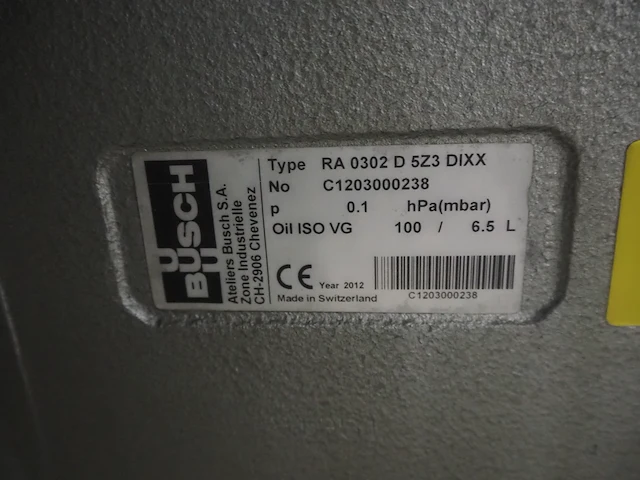 BUSCH
BU
U
Ateliers Busch S.A.
Zone Industrielle
CH-2906 Chevenez
Type RA 0302 D 5Z3 DIXX
No C1203000238
p 0.1 hPa(mbar)
Oil ISO VG 100 / 6.5 L
CE Year 2012
Made in Switzerland
C1203000238